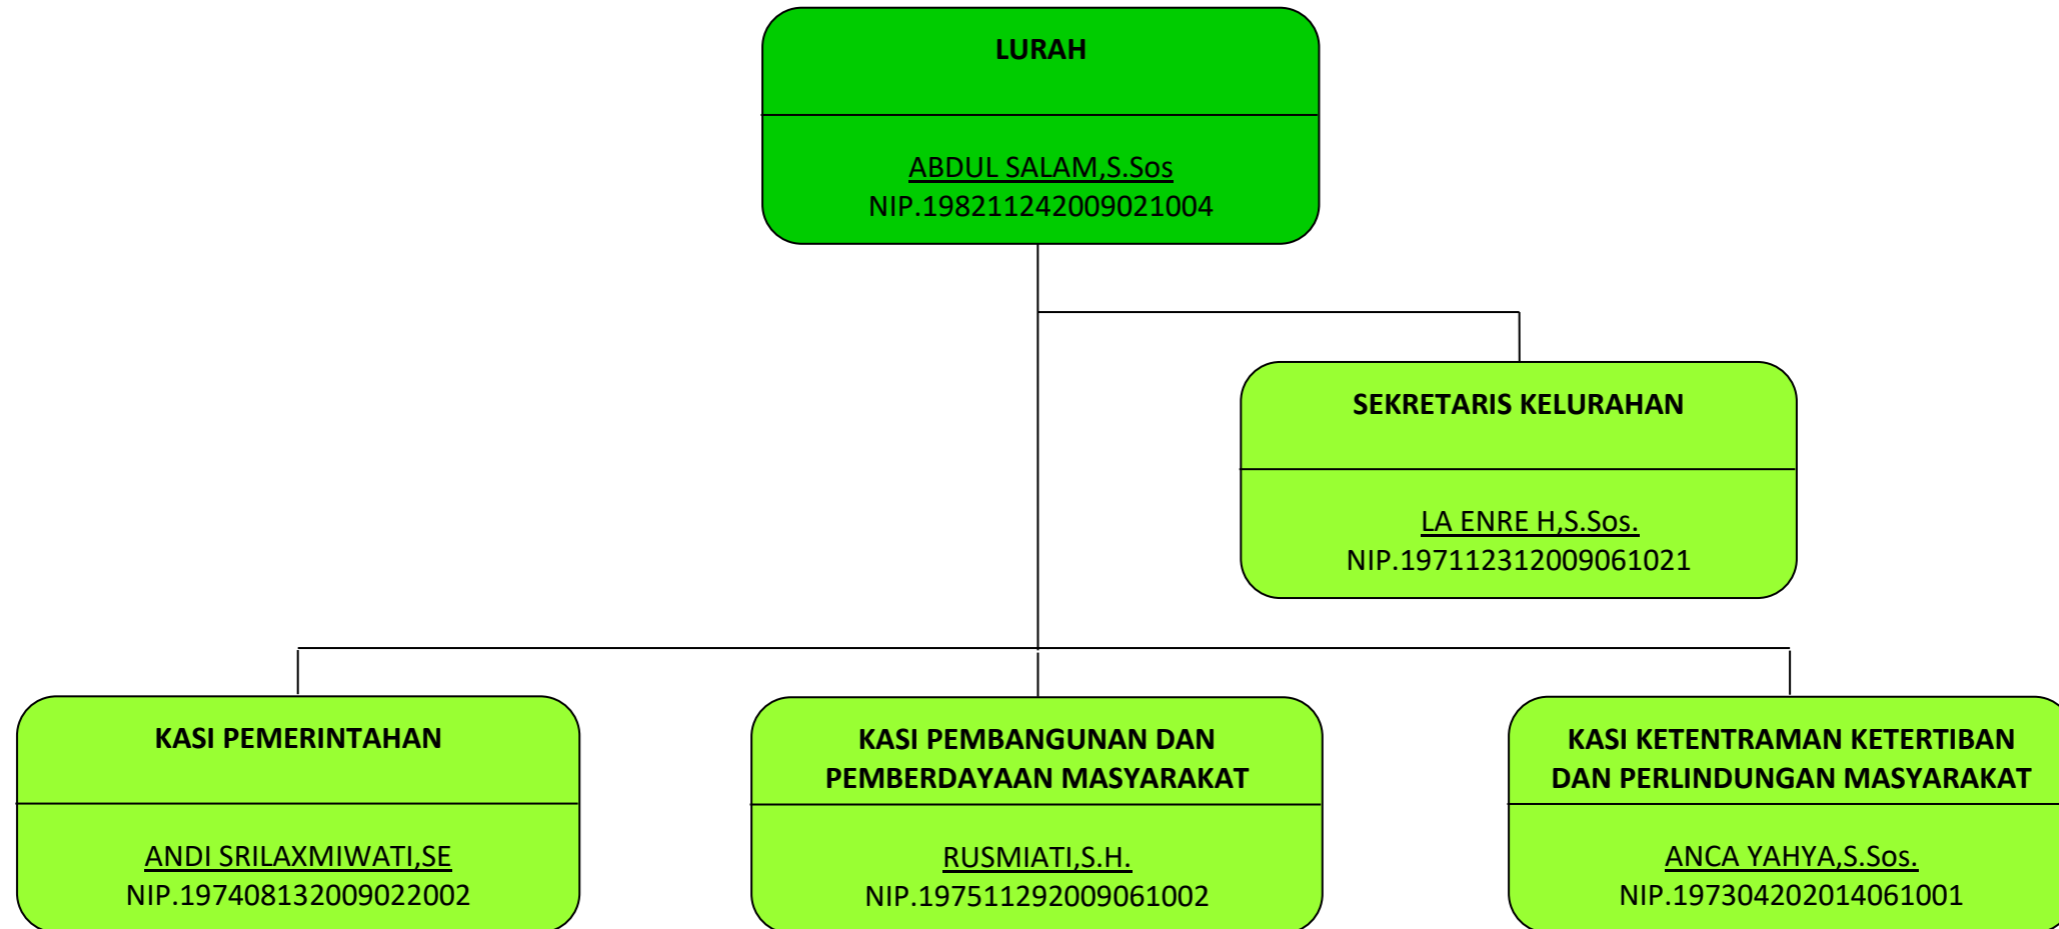 LURAH
ABDUL SALAM,S.Sos
NIP.198211242009021004
SEKRETARIS KELURAHAN
LA ENRE H,S.Sos.
NIP.197112312009061021
KASI PEMERINTAHAN
ANDI SRILAXMIWATI,SE
NIP.197408132009022002
KASI PEMBANGUNAN DAN
PEMBERDAYAAN MASYARAKAT
RUSMIATI,S.H.
NIP.197511292009061002
KASI KETENTRAMAN KETERTIBAN
DAN PERLINDUNGAN MASYARAKAT
ANCA YAHYA,S.Sos.
NIP.197304202014061001